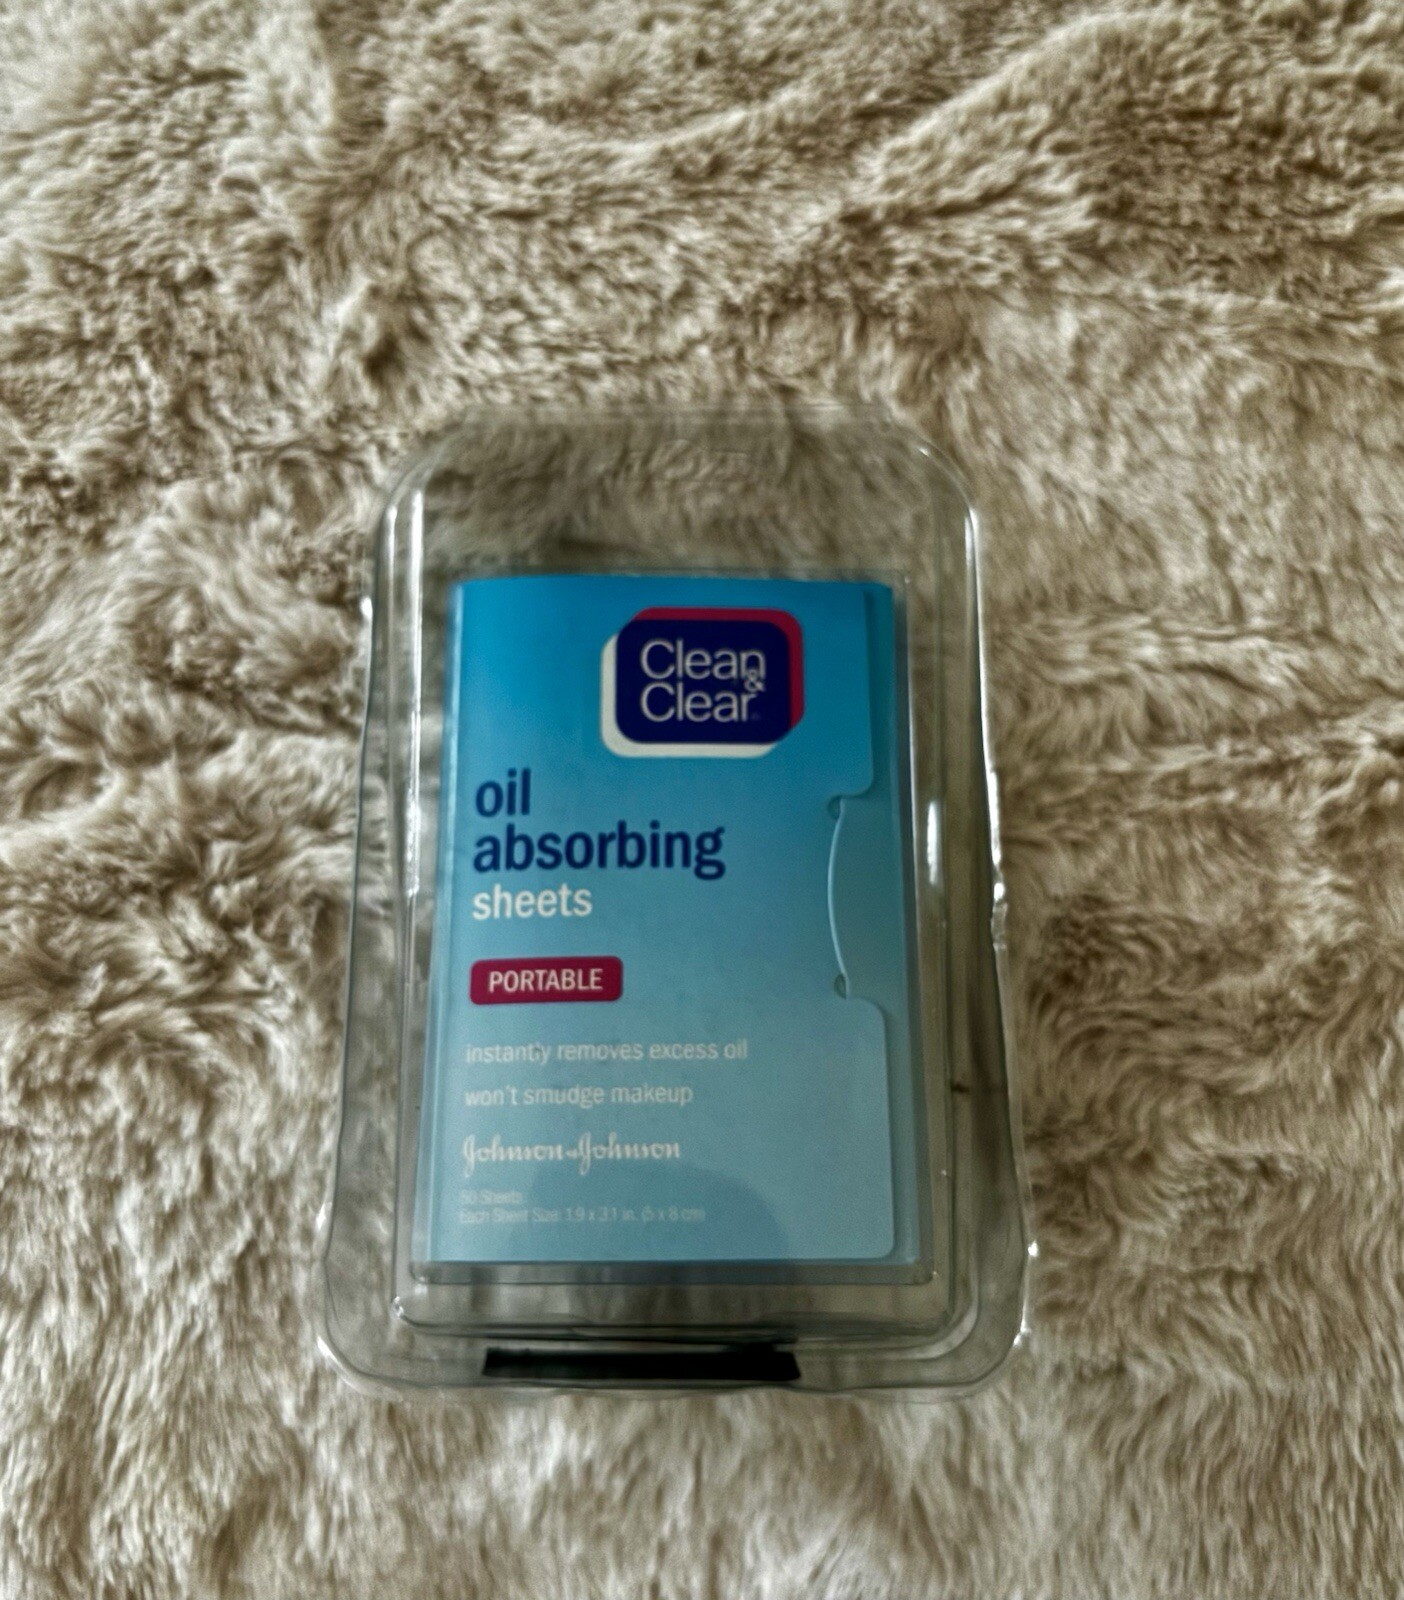 Clean
&
Clear
oil
absorbing
sheets
PORTABLE
instantly removes excess oil
won't smudge makeup
Johnson & Johnson
50 Sheets
Each Sheet Size: 1.9 x 3.1 in. (5 x 8 cm)